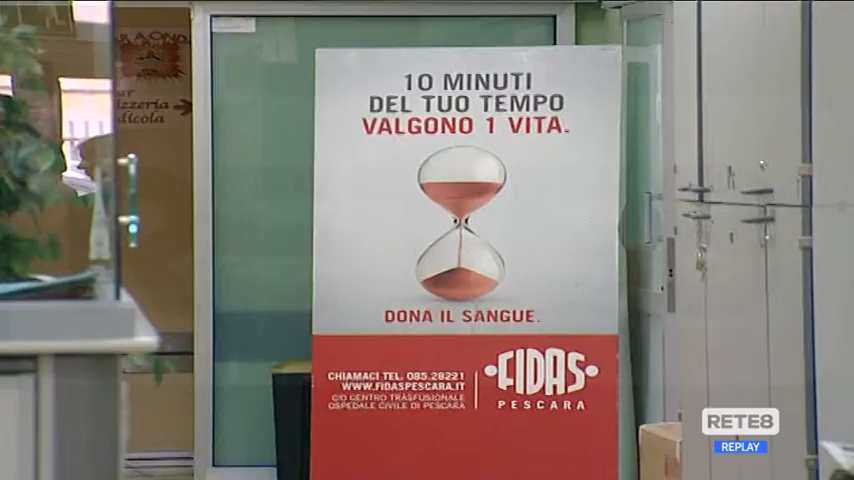 10 MINUTI
DEL TUO TEMPO
VALGONO 1 VITA.
DONA IL SANGUE.
CHIAMACI TEL. 085.28221
WWW.FIDASPESCARA.IT
C/O CENTRO TRASFUSIONALE
OSPEDALE CIVILE DI PESCARA
FIDAS
PESCARA
RETE8
REPLAY